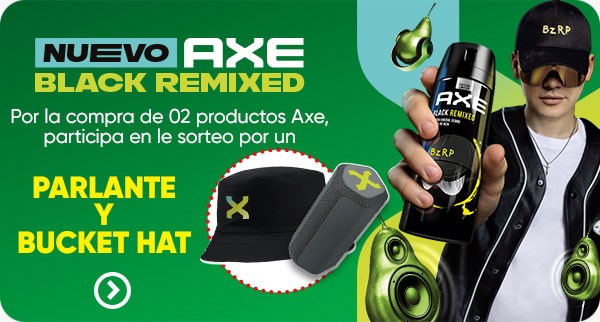 NUEVO AXE
BLACK REMIXED
Por la compra de 02 productos Axe,
participa en le sorteo por un
PARLANTE
Y
BUCKET HAT
X
BzRP
AXE
BLACK REMIXED
BzRP